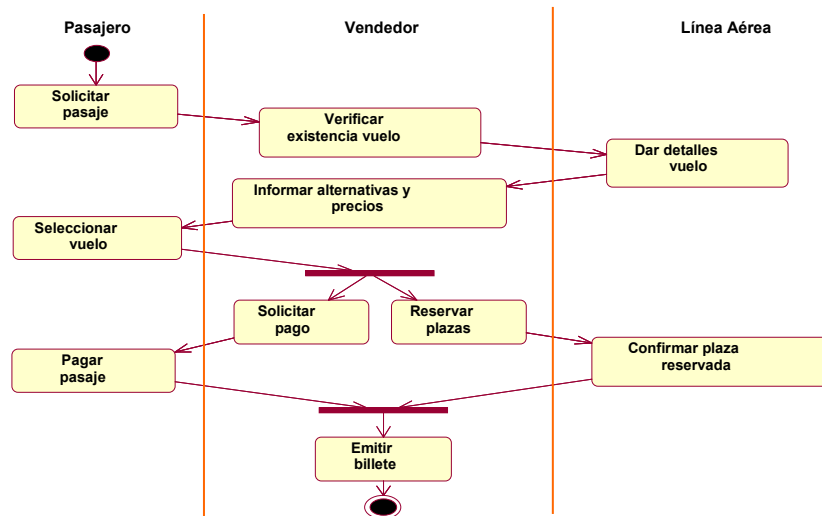 Pasajero
Vendedor
Línea Aérea
Solicitar
pasaje
Verificar
existencia vuelo
Dar detalles
vuelo
Informar alternativas y
precios
Seleccionar
vuelo
Solicitar
pago
Reservar
plazas
Confirmar plaza
reservada
Pagar
pasaje
Emitir
billete